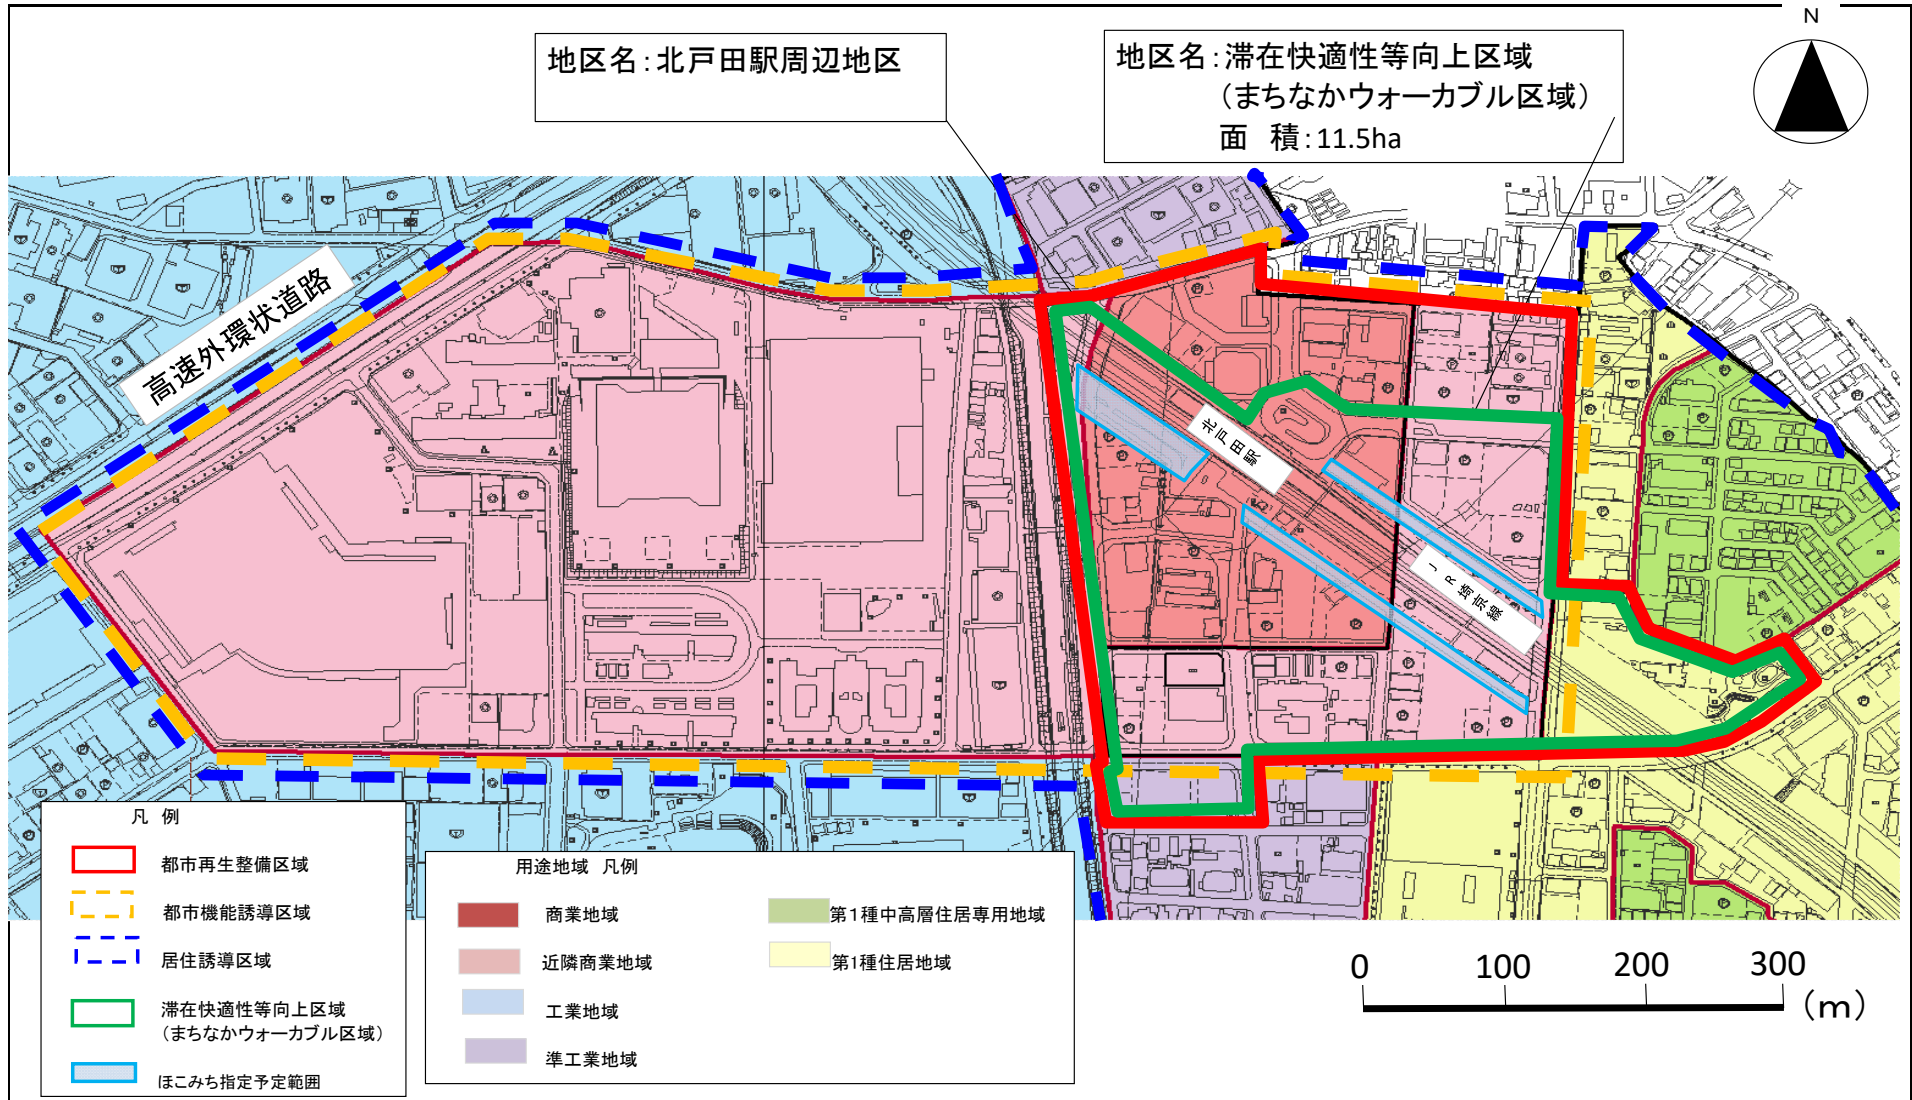 N
地区名：北戸田駅周辺地区
地区名：滞在快適性等向上区域
（まちなかウォーカブル区域）
面　積：11.5ha
高速外環状道路
北戸田駅
ＪＲ埼京線
凡　例
都市再生整備区域
都市機能誘導区域
居住誘導区域
滞在快適性等向上区域
（まちなかウォーカブル区域）
ほこみち指定予定範囲
用途地域　凡例
商業地域
近隣商業地域
工業地域
準工業地域
第1種中高層住居専用地域
第1種住居地域
0　100　200　300
（ｍ）